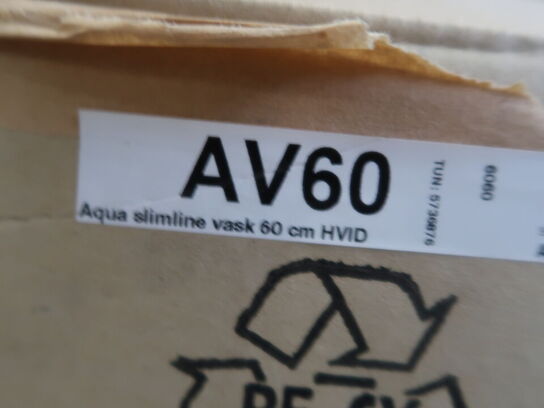 AV60
Aqua slimline vask 60 cm HVID
TUN: 5736876
6060